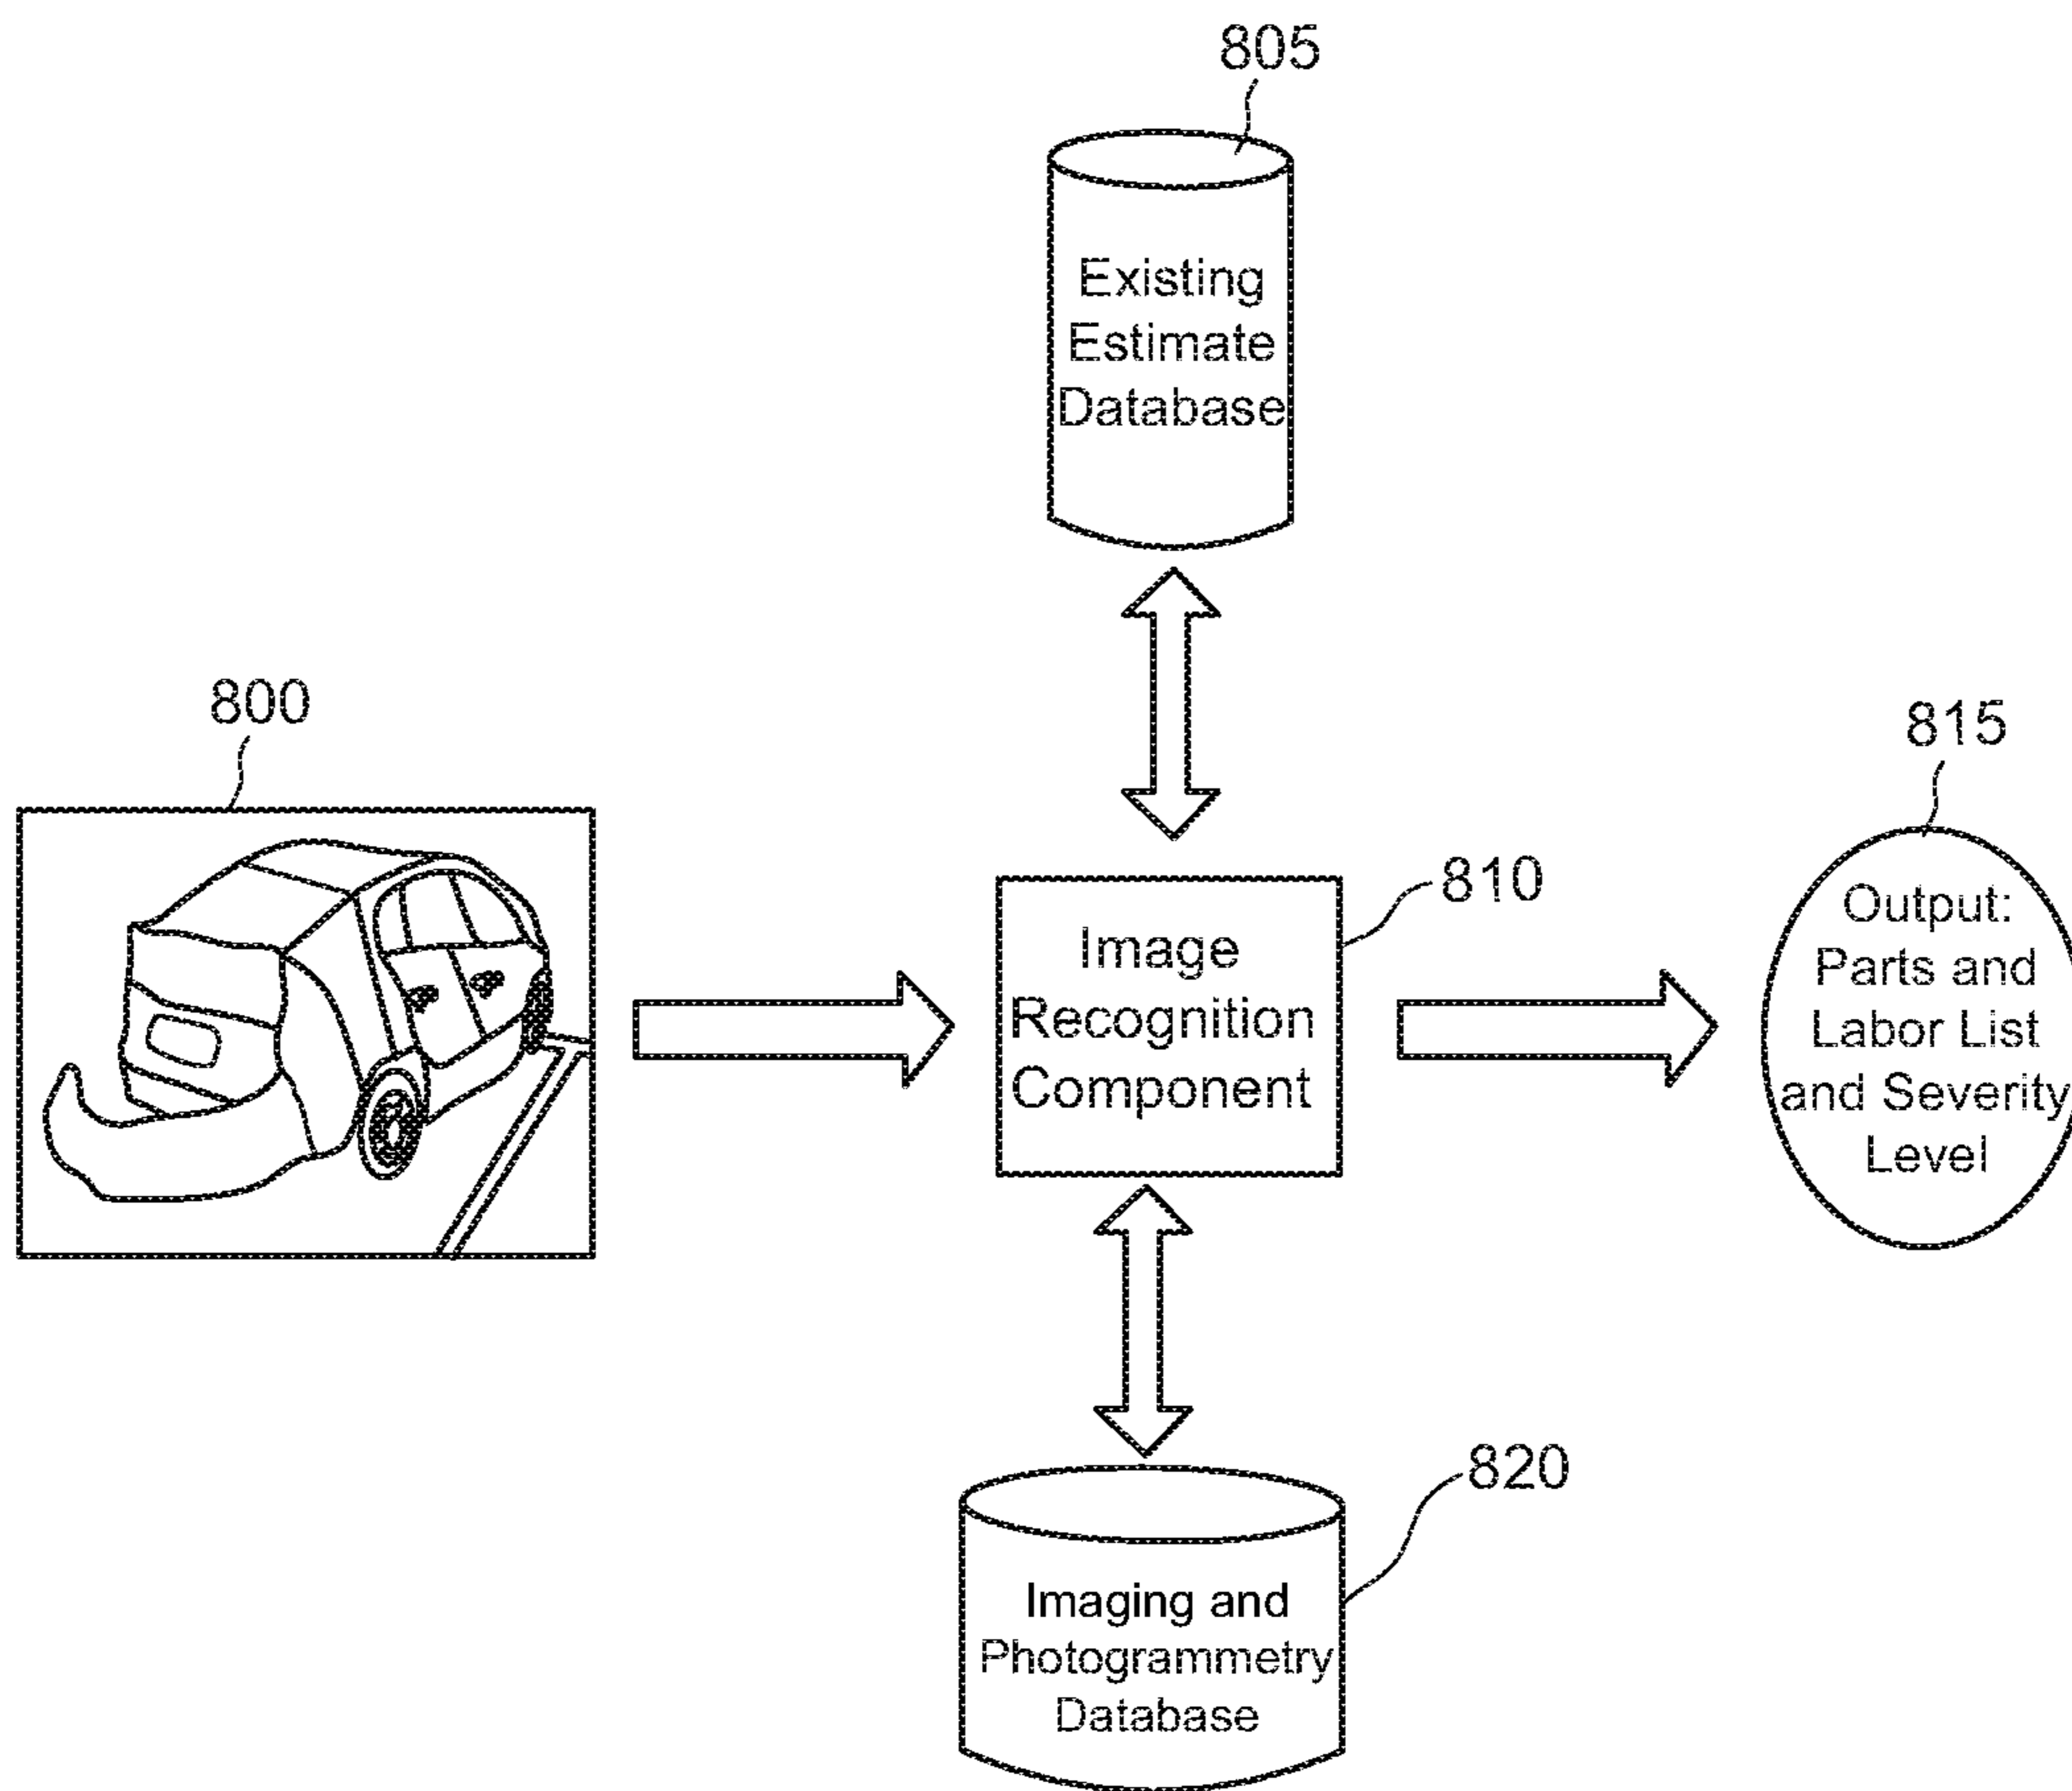 805
Existing
Estimate
Database
800
815
810
Image
Recognition
Component
Output:
Parts and
Labor List
and Severity
Level
820
Imaging and
Photogrammetry
Database